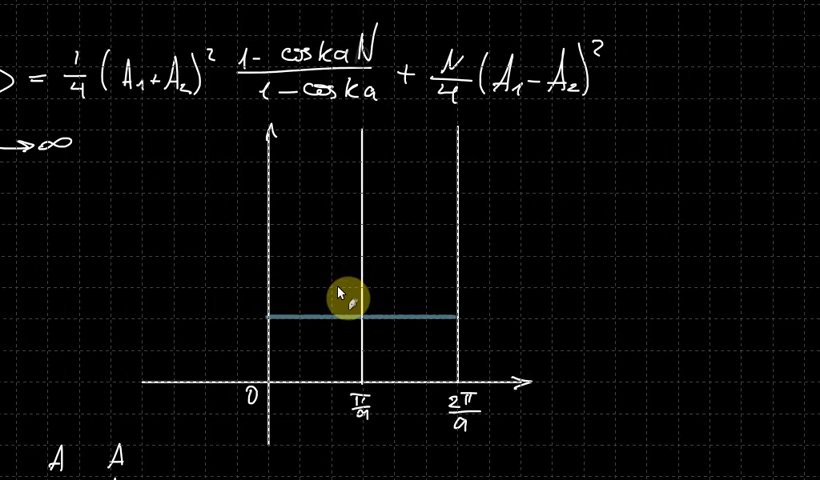 > = 1/4 (A₁+A₂)² (1 - cos kaN)/(1 - cos ka) + N/4 (A₁-A₂)²
→∞
0 π/a 2π/a
A A